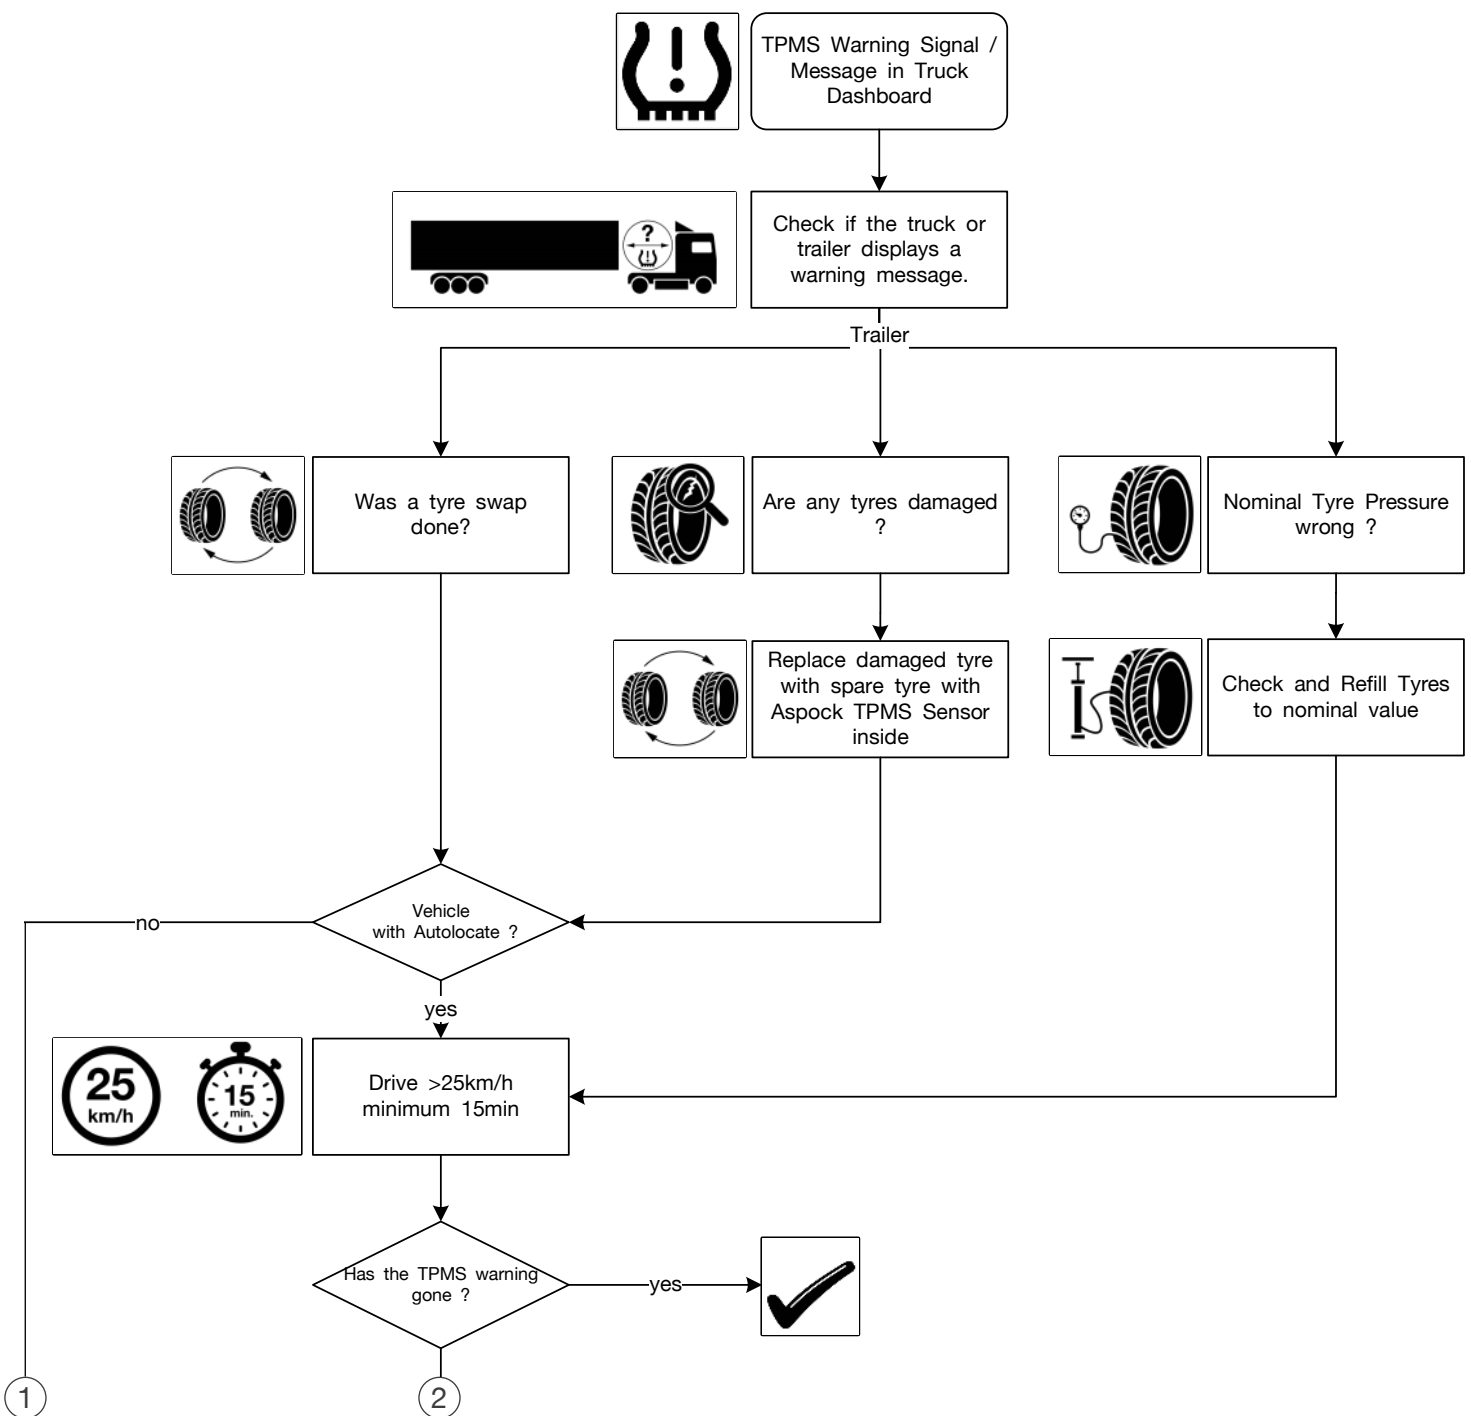 TPMS Warning Signal /
Message in Truck
Dashboard
?
Check if the truck or
trailer displays a
warning message.
Trailer
Was a tyre swap
done?
Are any tyres damaged
?
Nominal Tyre Pressure
wrong ?
Replace damaged tyre
with spare tyre with
Aspock TPMS Sensor
inside
Check and Refill Tyres
to nominal value
Vehicle
with Autolocate ?
no
yes
25
km/h
15
min.
Drive >25km/h
minimum 15min
Has the TPMS warning
gone ?
yes
1
2